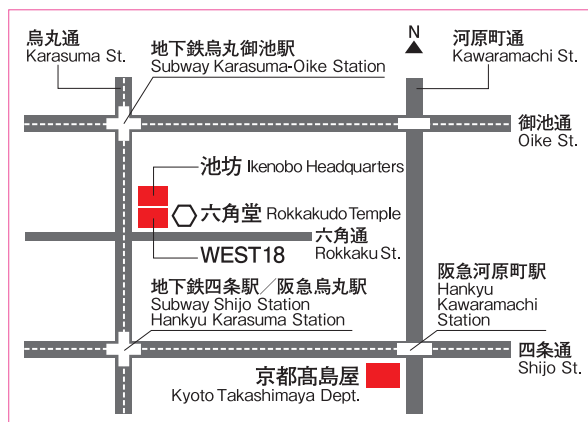 烏丸通
Karasuma St.
地下鉄烏丸御池駅
Subway Karasuma-Oike Station
N
河原町通
Kawaramachi St.
御池通
Oike St.
池坊 Ikenobo Headquarters
六角堂 Rokkakudo Temple
六角通
Rokkaku St.
WEST18
地下鉄四条駅／阪急烏丸駅
Subway Shijo Station
Hankyu Karasuma Station
阪急河原町駅
Hankyu
Kawaramachi
Station
四条通
Shijo St.
京都髙島屋
Kyoto Takashimaya Dept.